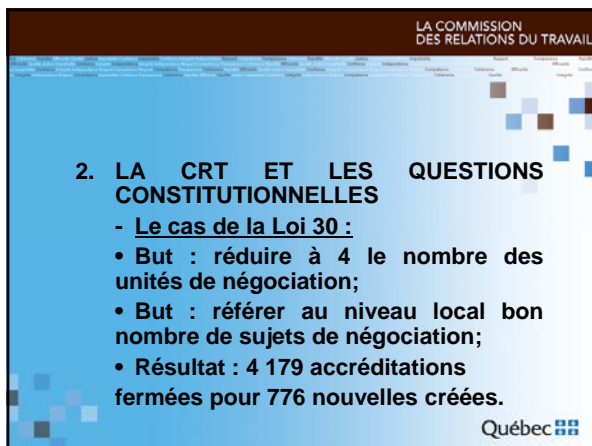 LA COMMISSION
DES RELATIONS DU TRAVAIL
2. LA CRT ET LES QUESTIONS
CONSTITUTIONNELLES
- Le cas de la Loi 30 :
• But : réduire à 4 le nombre des
unités de négociation;
• But : référer au niveau local bon
nombre de sujets de négociation;
• Résultat : 4 179 accréditations
fermées pour 776 nouvelles créées.
Québec